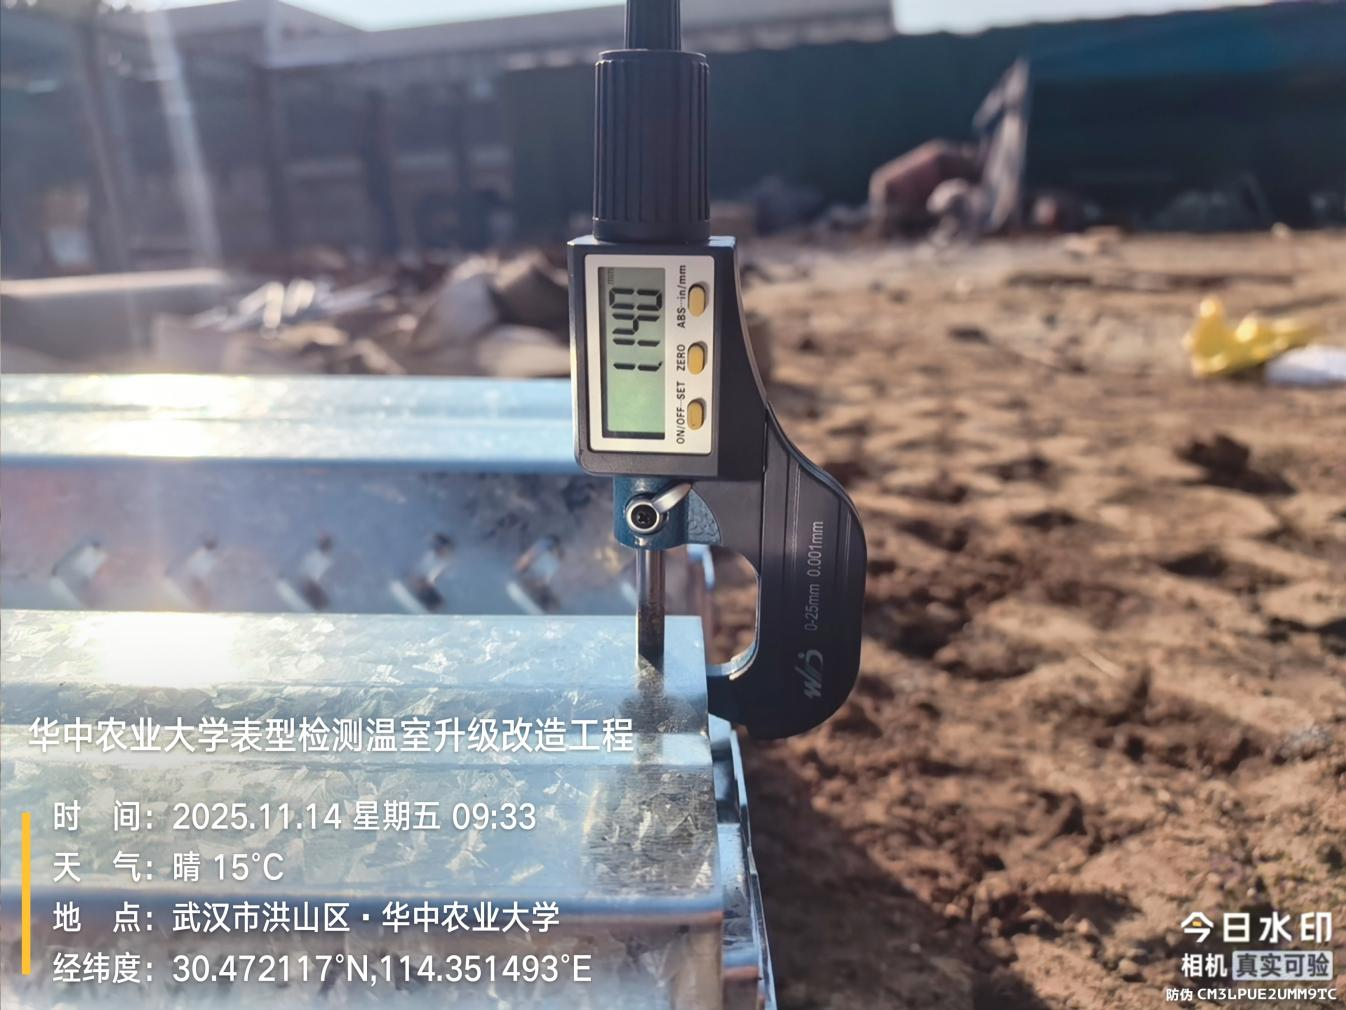 mm
1.140
ABS··in/mm
ZERO
ON/OFF··SET
0-25mm 0.001mm
华中农业大学表型检测温室升级改造工程
时 间：2025.11.14 星期五 09:33
天 气：晴 15℃
地 点：武汉市洪山区·华中农业大学
经纬度：30.472117°N,114.351493°E
今日水印
相机 真实可验
防伪 CM3LPUE2UMM9TC